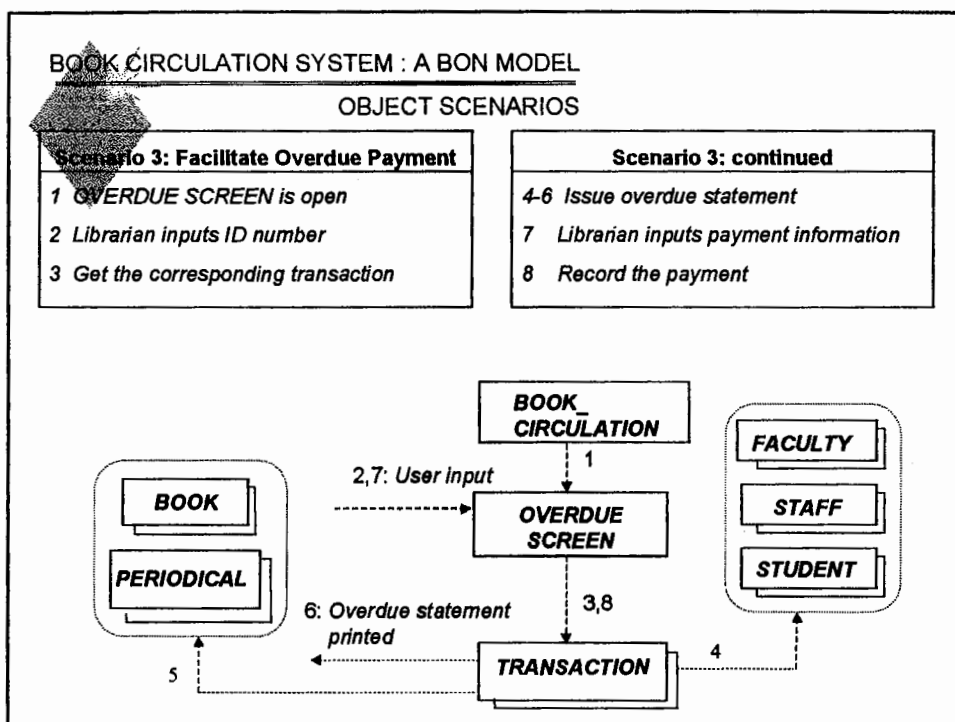 BOOK CIRCULATION SYSTEM : A BON MODEL
OBJECT SCENARIOS
Scenario 3: Facilitate Overdue Payment
1 OVERDUE SCREEN is open
2 Librarian inputs ID number
3 Get the corresponding transaction
Scenario 3: continued
4-6 Issue overdue statement
7 Librarian inputs payment information
8 Record the payment
BOOK_
CIRCULATION
1
2,7: User input
OVERDUE
SCREEN
BOOK
PERIODICAL
FACULTY
STAFF
STUDENT
3,8
6: Overdue statement
printed
TRANSACTION
4
5